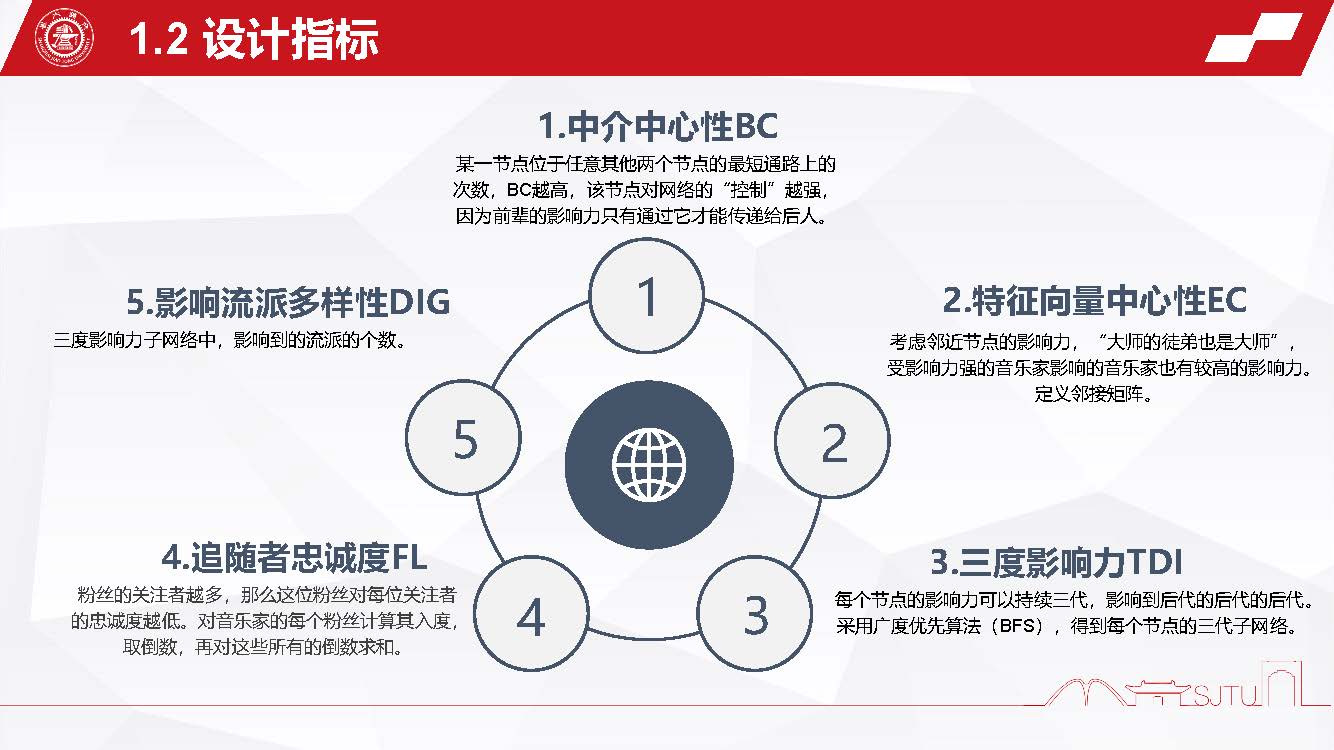 1.2 设计指标
1.中介中心性BC
某一节点位于任意其他两个节点的最短通路上的
次数，BC越高，该节点对网络的“控制”越强，
因为前辈的影响力只有通过它才能传递给后人。
1
2.特征向量中心性EC
考虑邻近节点的影响力，“大师的徒弟也是大师”，
受影响力强的音乐家影响的音乐家也有较高的影响力。
定义邻接矩阵。
2
3.三度影响力TDI
每个节点的影响力可以持续三代，影响到后代的后代的后代。
采用广度优先算法（BFS），得到每个节点的三代子网络。
3
4.追随者忠诚度FL
粉丝的关注者越多，那么这位粉丝对每位关注者
的忠诚度越低。对音乐家的每个粉丝计算其入度，
取倒数，再对这些所有的倒数求和。
4
5.影响流派多样性DIG
三度影响力子网络中，影响到的流派的个数。
5
SJTU